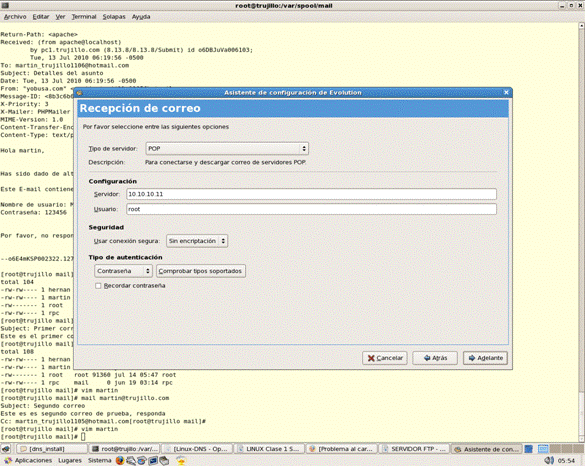 root@trujillo:/var/spool/mail
Archivo Editar Ver Terminal Solapas Ayuda
Return-Path: <apache>
Received: (from apache@localhost)
by pc1.trujillo.com (8.13.8/8.13.8/Submit) id o6DBJuVa006103;
Tue, 13 Jul 2010 06:19:56 -0500
To: martin_trujillo1106@hotmail.com
Subject: Detalles del asunto
Date: Tue, 13 Jul 2010 06:19:56 -0500
From: "yobusa.com"
Message-ID: <8b3c6b
X-Priority: 3
X-Mailer: PHPMailer
MIME-Version: 1.0
Content-Transfer-Enc
Content-Type: text/p
Hola martin,
Has sido dado de alt
Este E-mail contiene
Nombre de usuario: M
Contraseña: 123456
Por favor, no respon
--o6E4mKSP002322.127
[root@trujillo mail]
total 104
-rw-rw---- 1 hernan
-rw-rw---- 1 martin
-rw------- 1 root
-rw-rw---- 1 rpc
[root@trujillo mail]
Subject: Primer corr
Este es el primer co
[root@trujillo mail]
total 108
-rw-rw---- 1 hernan
-rw-rw---- 1 martin
-rw------- 1 root root 91360 jul 14 05:47 root
-rw-rw---- 1 rpc mail 0 jun 19 03:14 rpc
[root@trujillo mail]# vim martin
[root@trujillo mail]# mail martin@trujillo.com
Subject: Segundo correo
Este es es segundo correo de prueba, responda
Cc: martin_trujillo1105@hotmail.com[root@trujillo mail]#
[root@trujillo mail]# vim martin
[root@trujillo mail]#
Asistente de configuración de Evolution
Recepción de correo
Por favor seleccione entre las siguientes opciones
Tipo de servidor: POP
Descripción: Para conectarse y descargar correo de servidores POP.
Configuración
Servidor: 10.10.10.11
Usuario: root
Seguridad
Usar conexión segura: Sin encriptación
Tipo de autenticación
Contraseña Comprobar tipos soportados
Recordar contraseña
Cancelar Atrás Adelante
[dns_install] root@trujillo:/var/... [Linux-DNS - Op... [LINUX Clase 1 S... [Problema al car... [SERVIDOR FTP - ... Asistente de con...
Aplicaciones Lugares Sistema 05:54